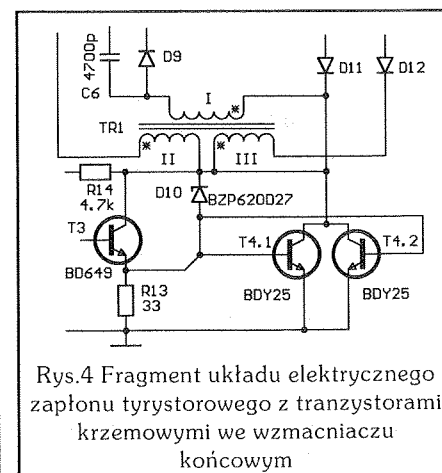 4700p
C6
D9
I
D11
D12
TR1
II
III
R14
4.7k
D10
BZP620D27
T3
BD649
R13
33
T4.1
T4.2
BDY25
BDY25
Rys.4 Fragment układu elektrycznego
zapłonu tyrystorowego z tranzystorami
krzemowymi we wzmacniaczu
końcowym